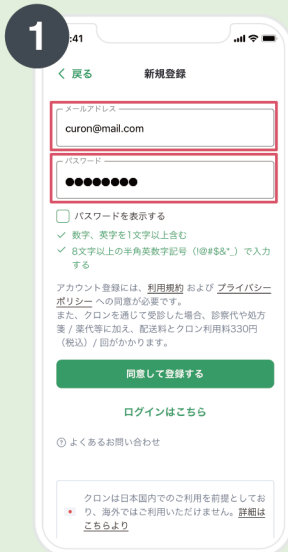 1
:41
戻る
新規登録
メールアドレス
curon@mail.com
パスワード
●●●●●●●●
パスワードを表示する
数字、英字を1文字以上含む
8文字以上の半角英数字記号（!@#$&*_）で入力
する
アカウント登録には、利用規約 および プライバシー
ポリシー への同意が必要です。
また、クロンを通じて受診した場合、診察代や処方
箋 / 薬代等に加え、配送料とクロン利用料330円
（税込）/ 回がかかります。
同意して登録する
ログインはこちら
よくあるお問い合わせ
クロンは日本国内でのご利用を前提としてお
り、海外ではご利用いただけません。詳細は
こちらより